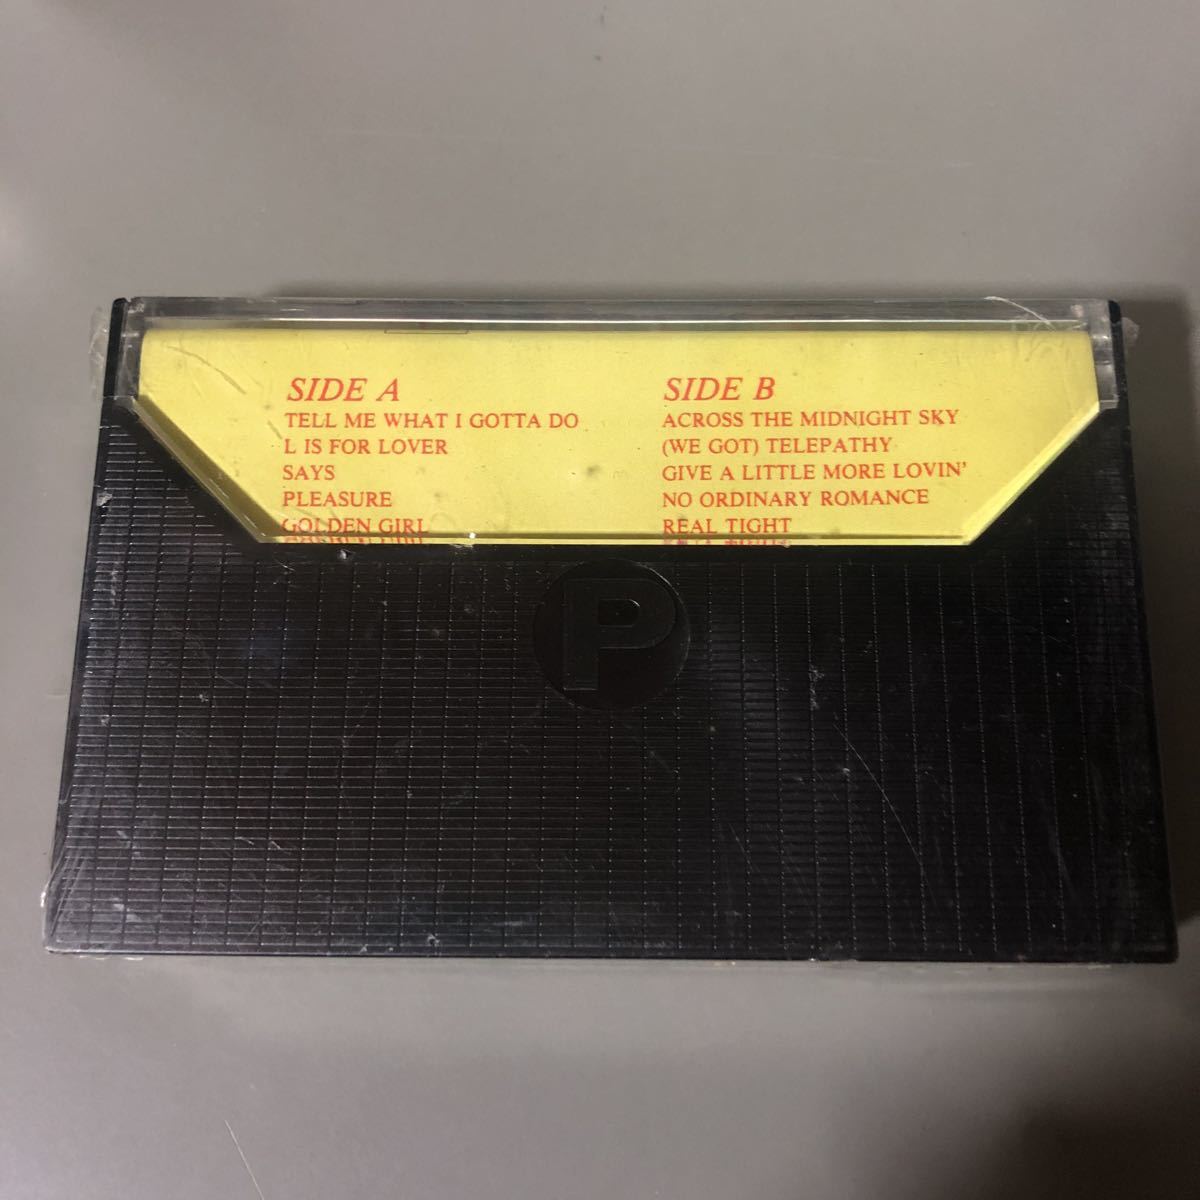 SIDE A
TELL ME WHAT I GOTTA DO
L IS FOR LOVER
SAYS
PLEASURE
GOLDEN GIRL
SIDE B
ACROSS THE MIDNIGHT SKY
(WE GOT) TELEPATHY
GIVE A LITTLE MORE LOVIN'
NO ORDINARY ROMANCE
REAL TIGHT
P